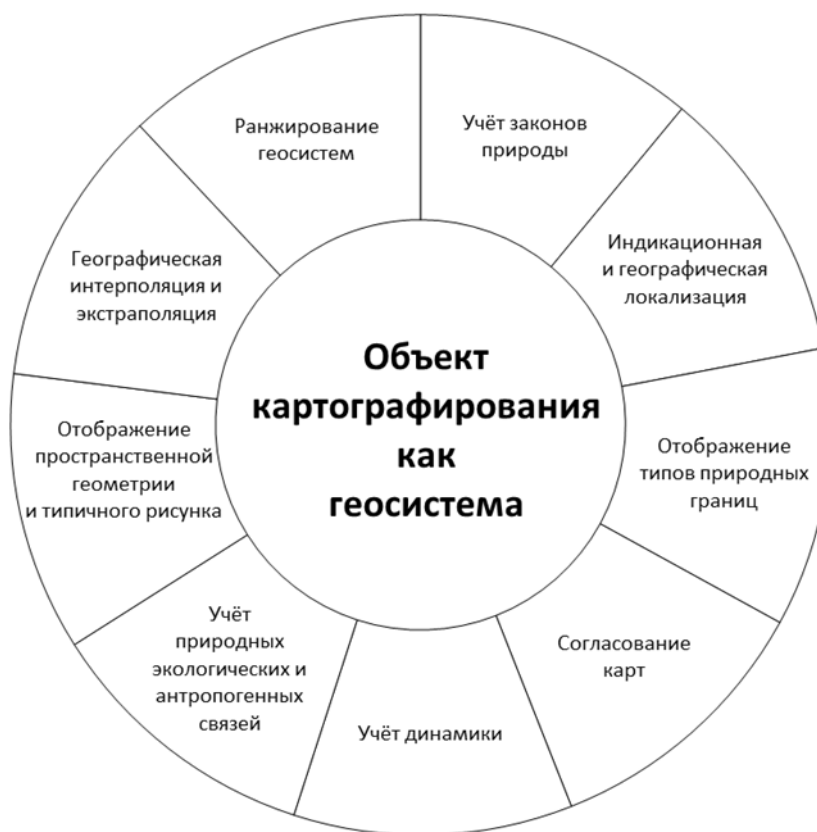 Ранжирование
геосистем
Учёт законов
природы
Индикационная
и географическая
локализация
Отображение
типов природных
границ
Согласование
карт
Учёт динамики
Учёт
природных
экологических и
антропогенных
связей
Отображение
пространственной
геометрии
и типичного рисунка
Географическая
интерполяция и
экстраполяция
Объект
картографирования
как
геосистема